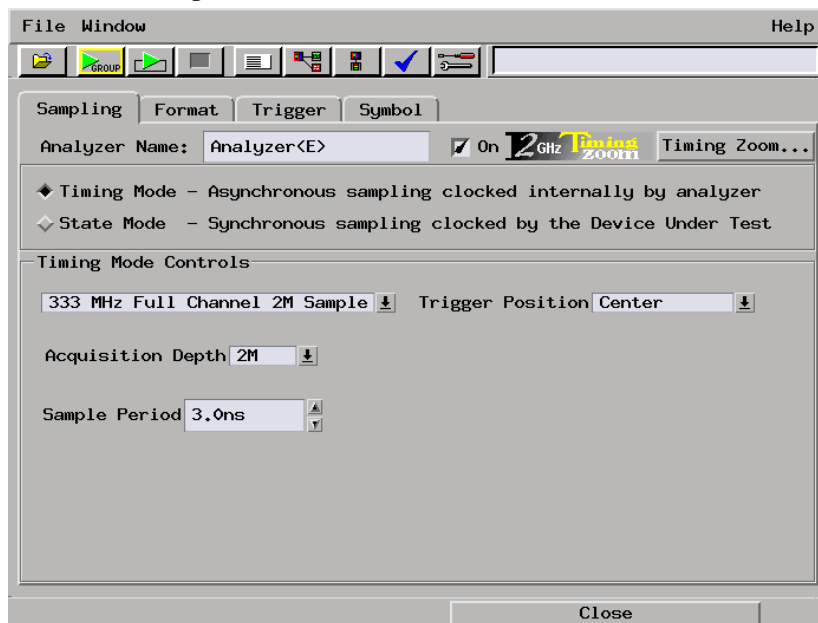 File Window Help
GROUP
Sampling Format Trigger Symbol
Analyzer Name: Analyzer<E> On 2 GHz Timing Zoom Timing Zoom...
Timing Mode - Asynchronous sampling clocked internally by analyzer
State Mode - Synchronous sampling clocked by the Device Under Test
Timing Mode Controls
333 MHz Full Channel 2M Sample Trigger Position Center
Acquisition Depth 2M
Sample Period 3.0ns
Close